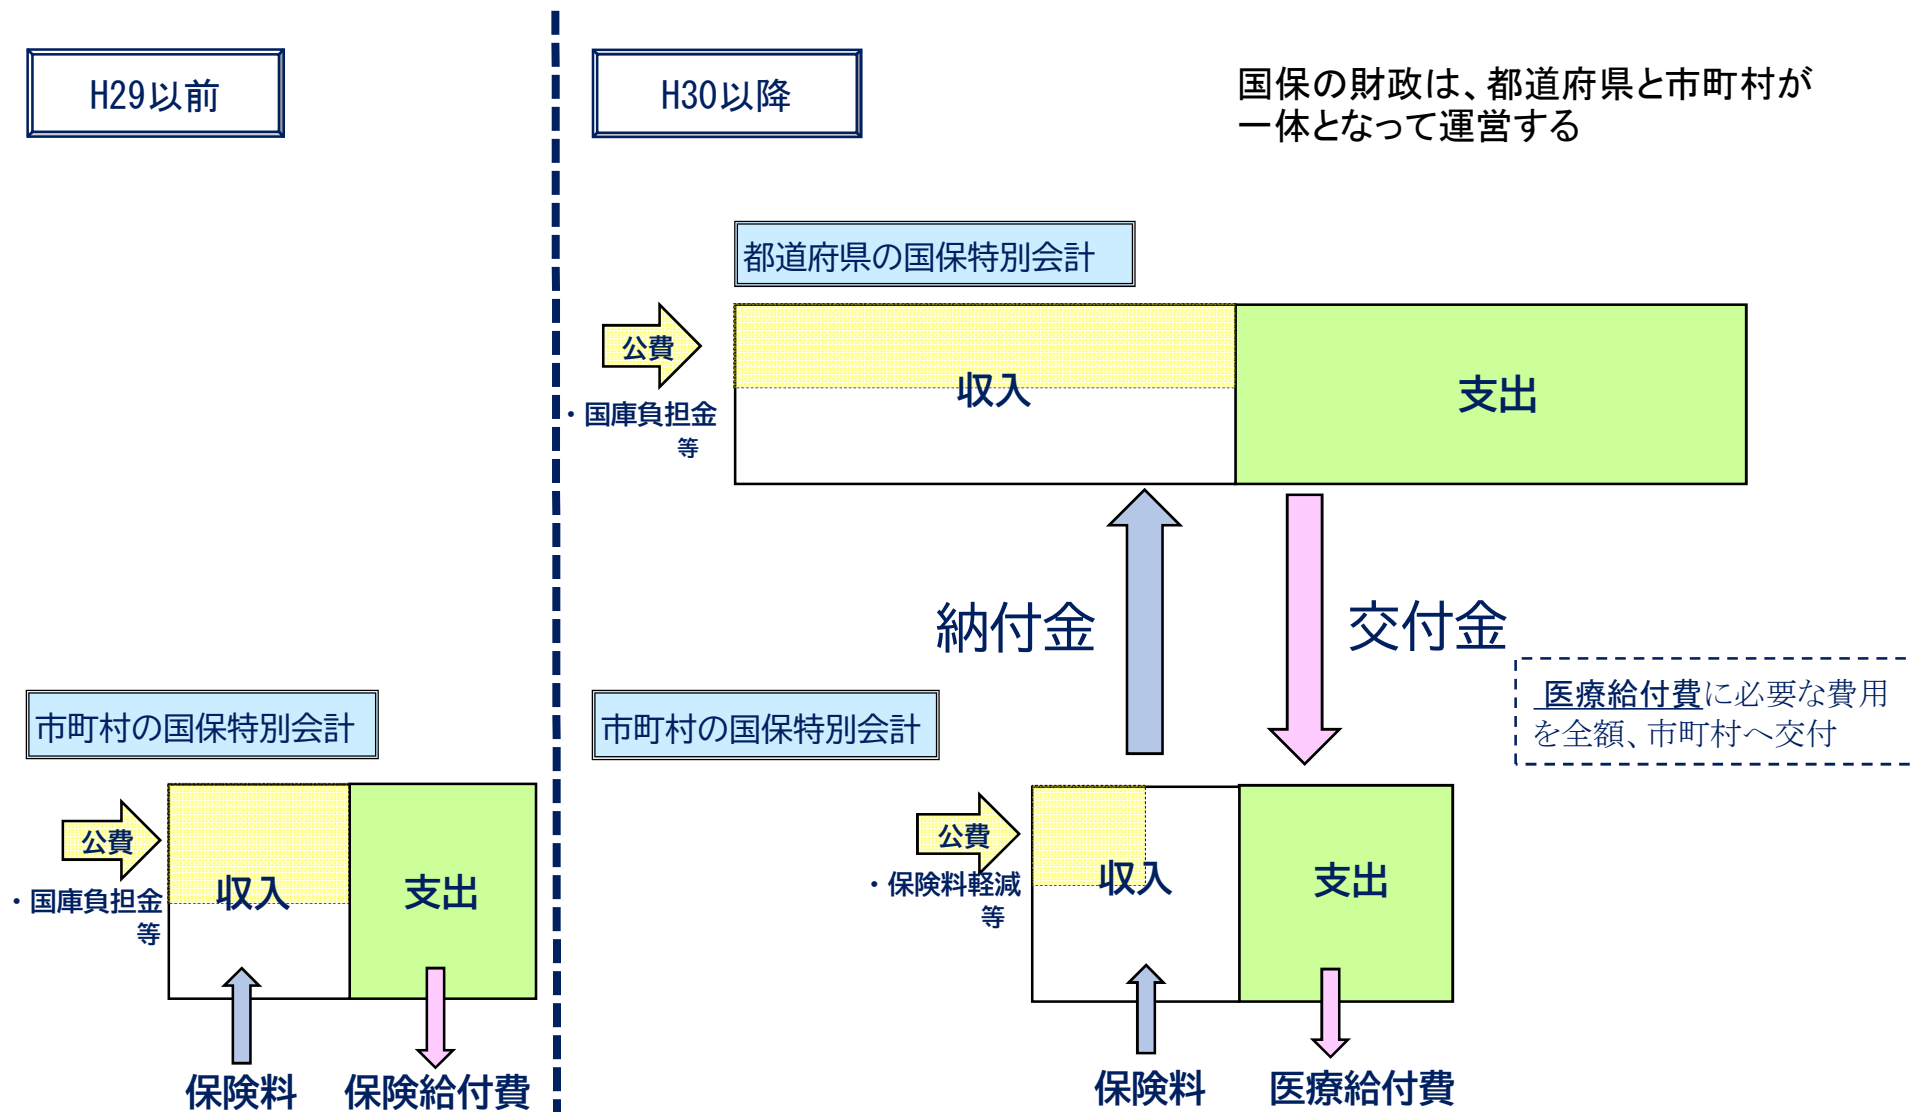 H29以前
H30以降
国保の財政は、都道府県と市町村が
一体となって運営する
都道府県の国保特別会計
公費
・国庫負担金
等
収入
支出
納付金
交付金
医療給付費に必要な費用
を全額、市町村へ交付
市町村の国保特別会計
公費
・国庫負担金
等
収入
支出
保険料
保険給付費
市町村の国保特別会計
公費
・保険料軽減
等
収入
支出
保険料
医療給付費